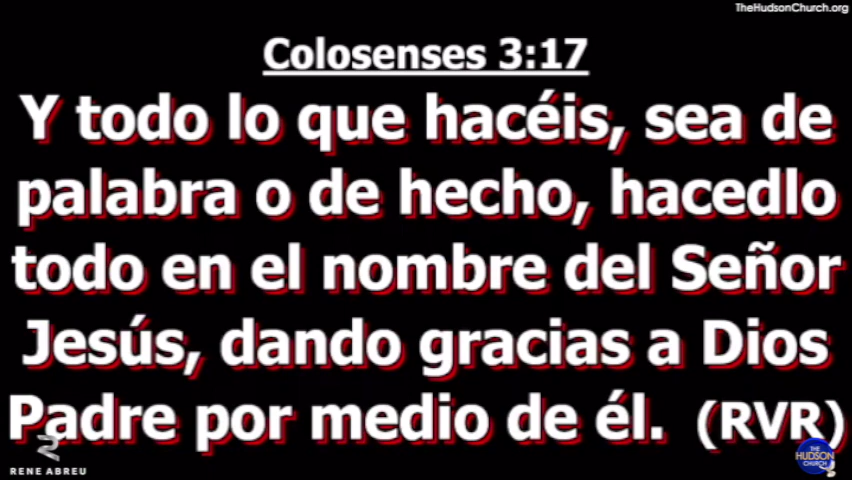 TheHudsonChurch.org
Colosenses 3:17
Y todo lo que hacéis, sea de
palabra o de hecho, hacedlo
todo en el nombre del Señor
Jesús, dando gracias a Dios
Padre por medio de él. (RVR)
RENE ABREU
THE
HUDSON
CHURCH